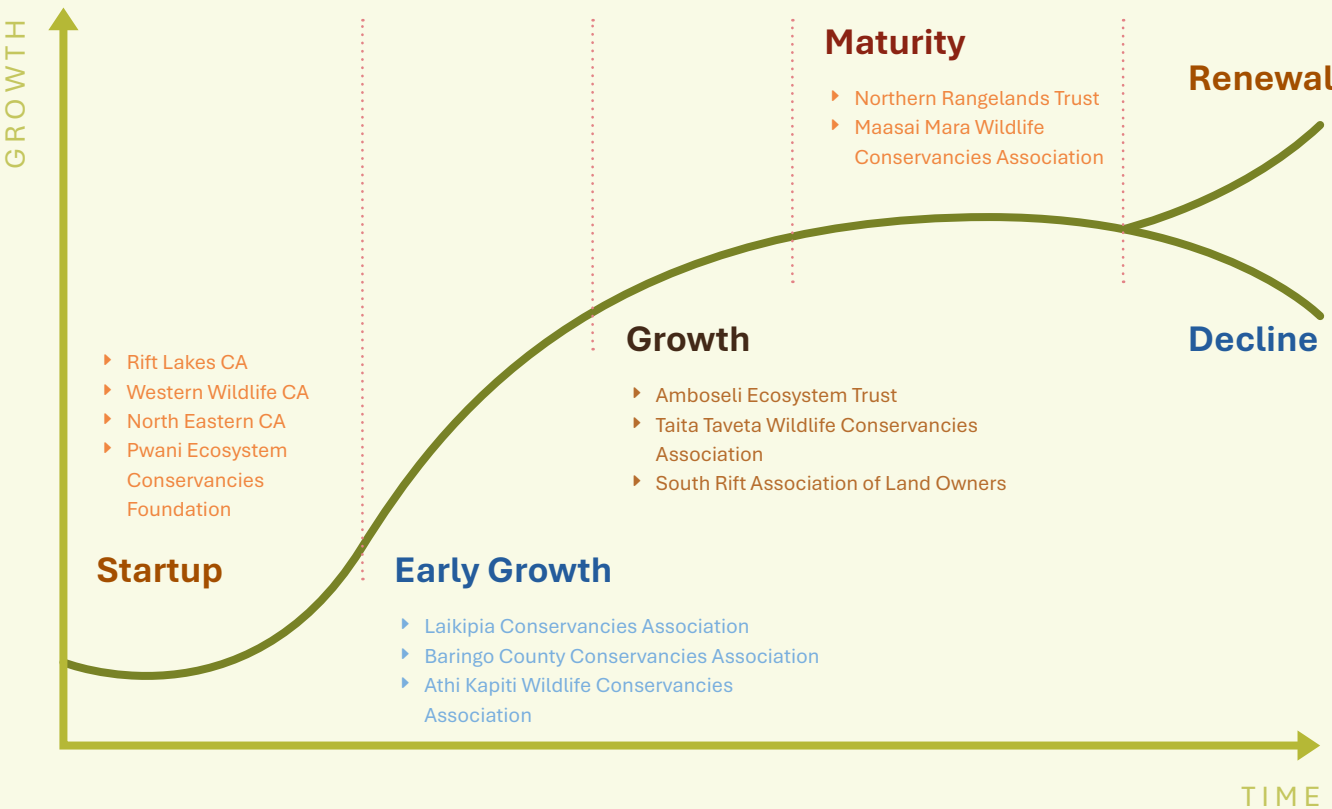 GROWTH
Maturity
Northern Rangelands Trust
Maasai Mara Wildlife
Conservancies Association
Renewal
Rift Lakes CA
Western Wildlife CA
North Eastern CA
Pwani Ecosystem
Conservancies
Foundation
Startup
Growth
Amboseli Ecosystem Trust
Taita Taveta Wildlife Conservancies
Association
South Rift Association of Land Owners
Decline
Early Growth
Laikipia Conservancies Association
Baringo County Conservancies Association
Athi Kapiti Wildlife Conservancies
Association
TIME